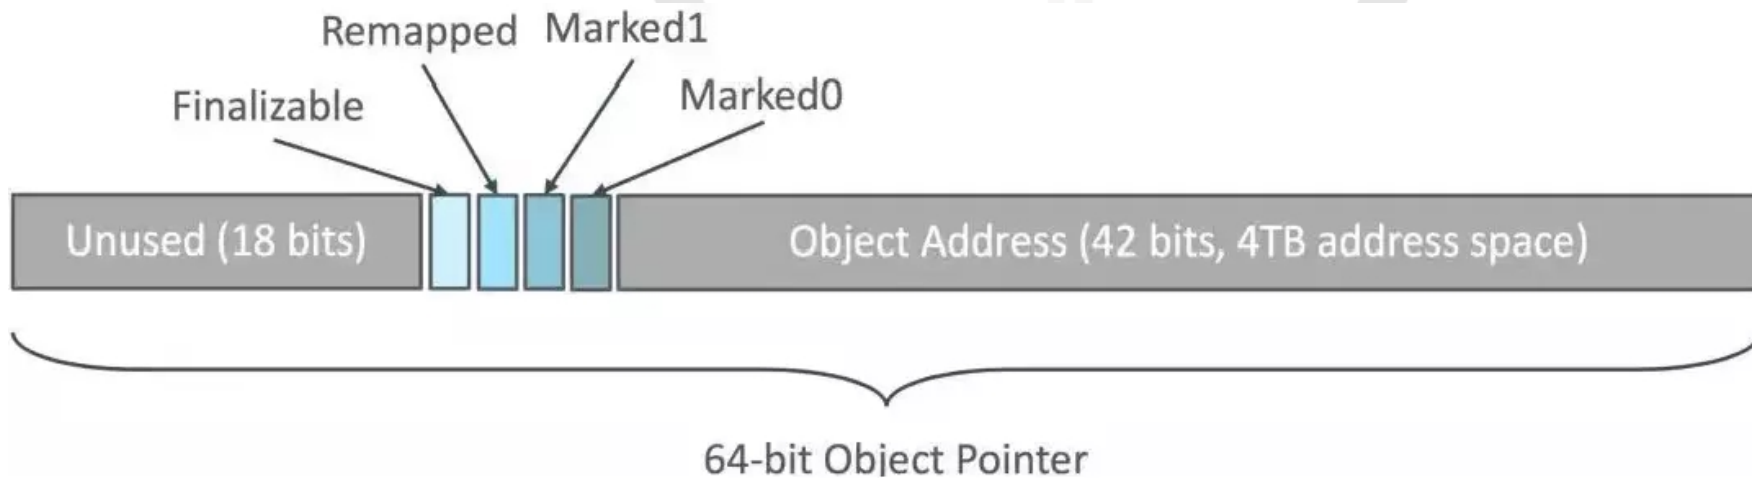 Remapped
Marked1
Finalizable
Marked0
Unused (18 bits)
Object Address (42 bits, 4TB address space)
64-bit Object Pointer